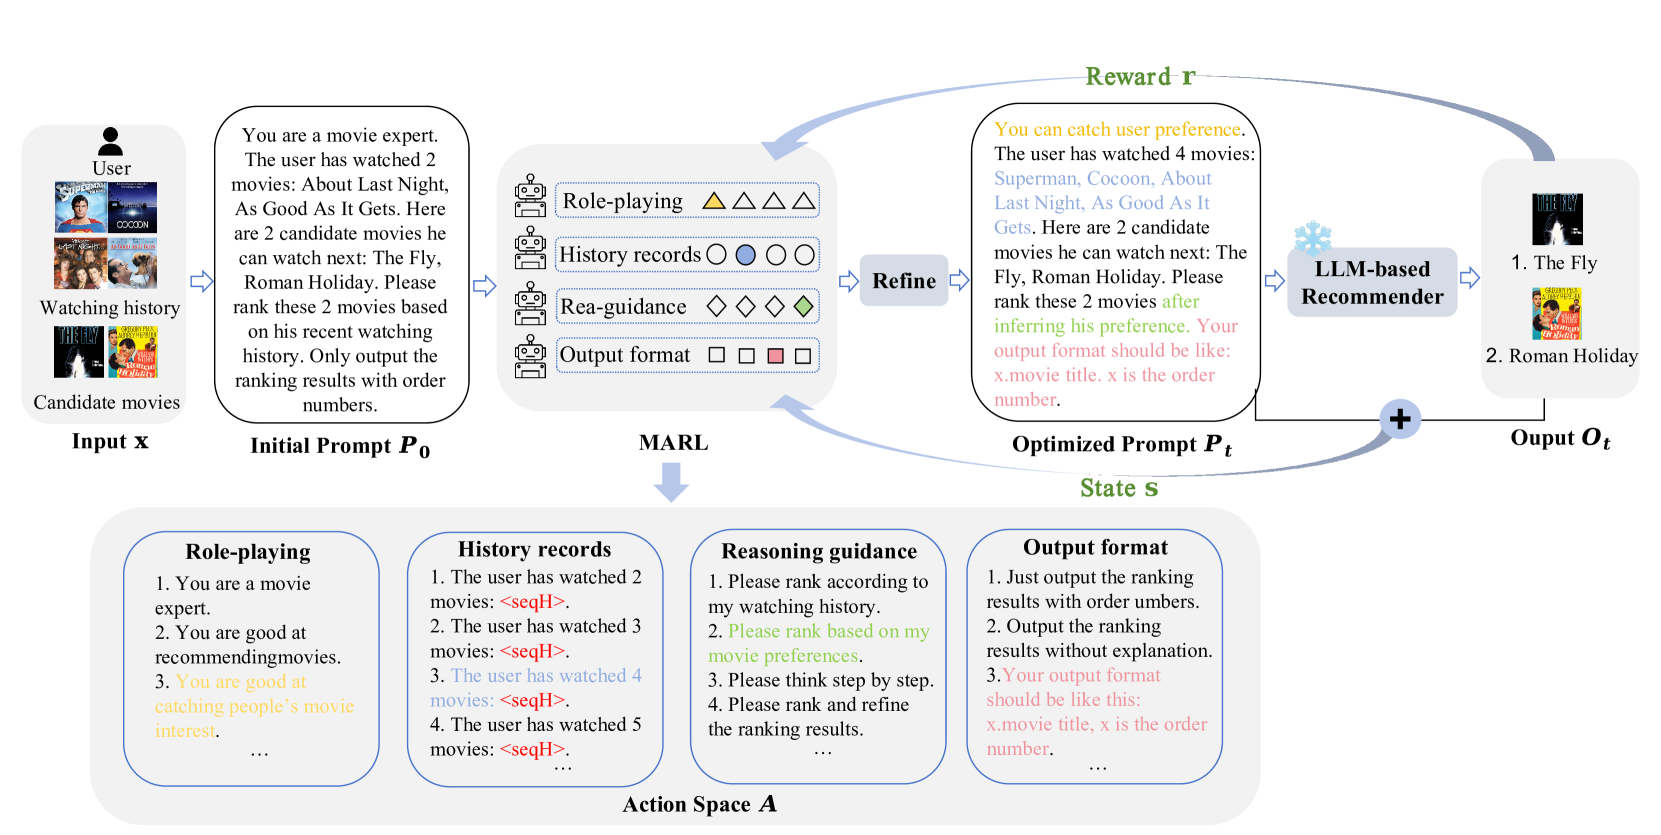 User
SUPERMAN
COCOON
Watching history
THE FLY
Roman Holiday
Candidate movies
Input x
You are a movie expert.
The user has watched 2
movies: About Last Night,
As Good As It Gets. Here
are 2 candidate movies he
can watch next: The Fly,
Roman Holiday. Please
rank these 2 movies based
on his recent watching
history. Only output the
ranking results with order
numbers.
Initial Prompt P0
Role-playing
History records
Rea-guidance
Output format
MARL
Refine
Reward r
You can catch user preference.
The user has watched 4 movies:
Superman, Cocoon, About
Last Night, As Good As It
Gets. Here are 2 candidate
movies he can watch next: The
Fly, Roman Holiday. Please
rank these 2 movies after
inferring his preference. Your
output format should be like:
x.movie title. x is the order
number.
Optimized Prompt Pt
LLM-based
Recommender
THE FLY
1. The Fly
Roman Holiday
2. Roman Holiday
+
Ouput Ot
State s
Role-playing
1. You are a movie
expert.
2. You are good at
recommendingmovies.
3. You are good at
catching people's movie
interest.
…
History records
1. The user has watched 2
movies: <seqH>.
2. The user has watched 3
movies: <seqH>.
3. The user has watched 4
movies: <seqH>.
4. The user has watched 5
movies: <seqH>.
…
Reasoning guidance
1. Please rank according to
my watching history.
2. Please rank based on my
movie preferences.
3. Please think step by step.
4. Please rank and refine
the ranking results.
…
Output format
1. Just output the ranking
results with order umbers.
2. Output the ranking
results without explanation.
3.Your output format
should be like this:
x.movie title, x is the order
number.
…
Action Space A